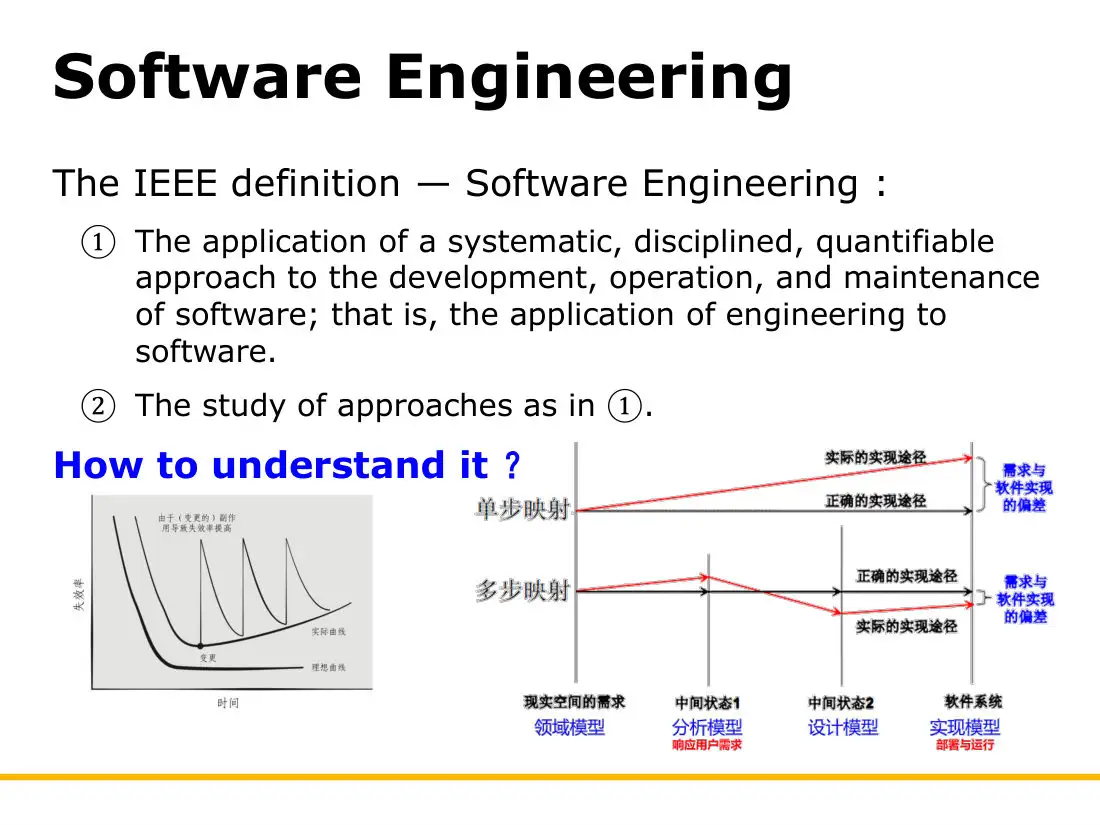 Software Engineering
The IEEE definition — Software Engineering :
① The application of a systematic, disciplined, quantifiable
approach to the development, operation, and maintenance
of software; that is, the application of engineering to
software.
② The study of approaches as in ①.
How to understand it ？
由于（变更的）副作
用导致失效率提高
失效率
实际曲线
变更
理想曲线
时间
单步映射
实际的实现途径
正确的实现途径
需求与
软件实现
的偏差
多步映射
正确的实现途径
实际的实现途径
需求与
软件实现
的偏差
现实空间的需求 中间状态1 中间状态2 软件系统
领域模型 分析模型 设计模型 实现模型
响应用户需求 部署与运行